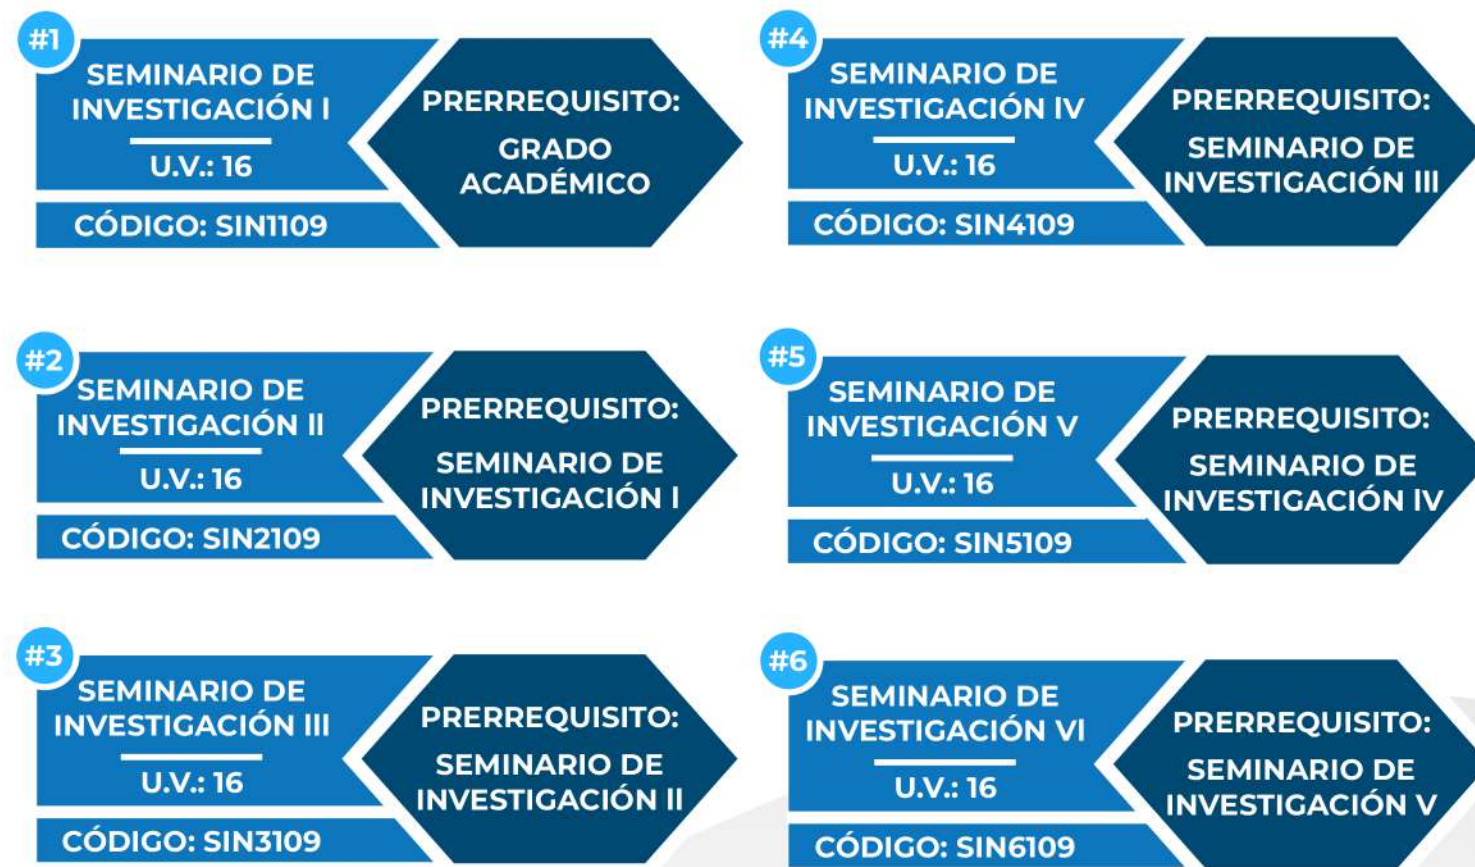 #1
SEMINARIO DE
INVESTIGACIÓN I
U.V.: 16
CÓDIGO: SIN1109
PRERREQUISITO:
GRADO
ACADÉMICO
#2
SEMINARIO DE
INVESTIGACIÓN II
U.V.: 16
CÓDIGO: SIN2109
PRERREQUISITO:
SEMINARIO DE
INVESTIGACIÓN I
#3
SEMINARIO DE
INVESTIGACIÓN III
U.V.: 16
CÓDIGO: SIN3109
PRERREQUISITO:
SEMINARIO DE
INVESTIGACIÓN II
#4
SEMINARIO DE
INVESTIGACIÓN IV
U.V.: 16
CÓDIGO: SIN4109
PRERREQUISITO:
SEMINARIO DE
INVESTIGACIÓN III
#5
SEMINARIO DE
INVESTIGACIÓN V
U.V.: 16
CÓDIGO: SIN5109
PRERREQUISITO:
SEMINARIO DE
INVESTIGACIÓN IV
#6
SEMINARIO DE
INVESTIGACIÓN VI
U.V.: 16
CÓDIGO: SIN6109
PRERREQUISITO:
SEMINARIO DE
INVESTIGACIÓN V